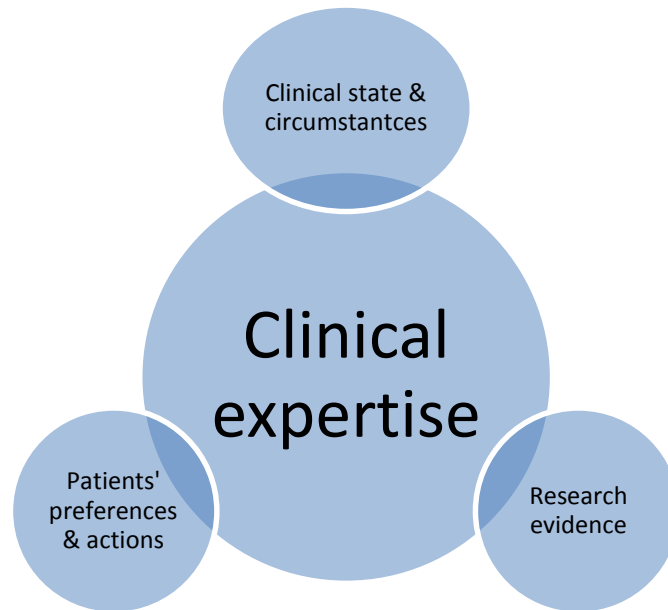 Clinical state &
circumstantces
Clinical
expertise
Patients'
preferences
& actions
Research
evidence